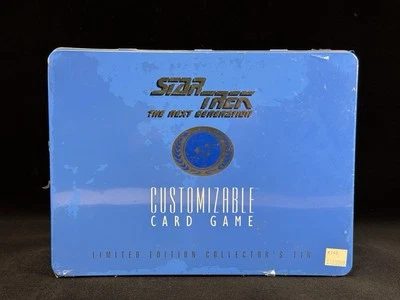 STAR
TREK
THE NEXT GENERATION
CUSTOMIZABLE
CARD GAME
LIMITED EDITION COLLECTOR'S TIN